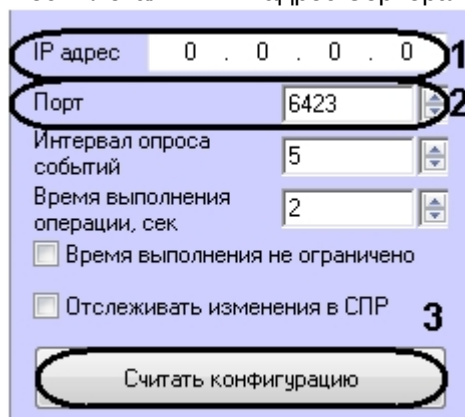 IP адрес 0 . 0 . 0 . 0 1
Порт 6423 2
Интервал опроса
событий 5
Время выполнения
операции, сек 2
Время выполнения не ограничено
Отслеживать изменения в СПР
3
Считать конфигурацию